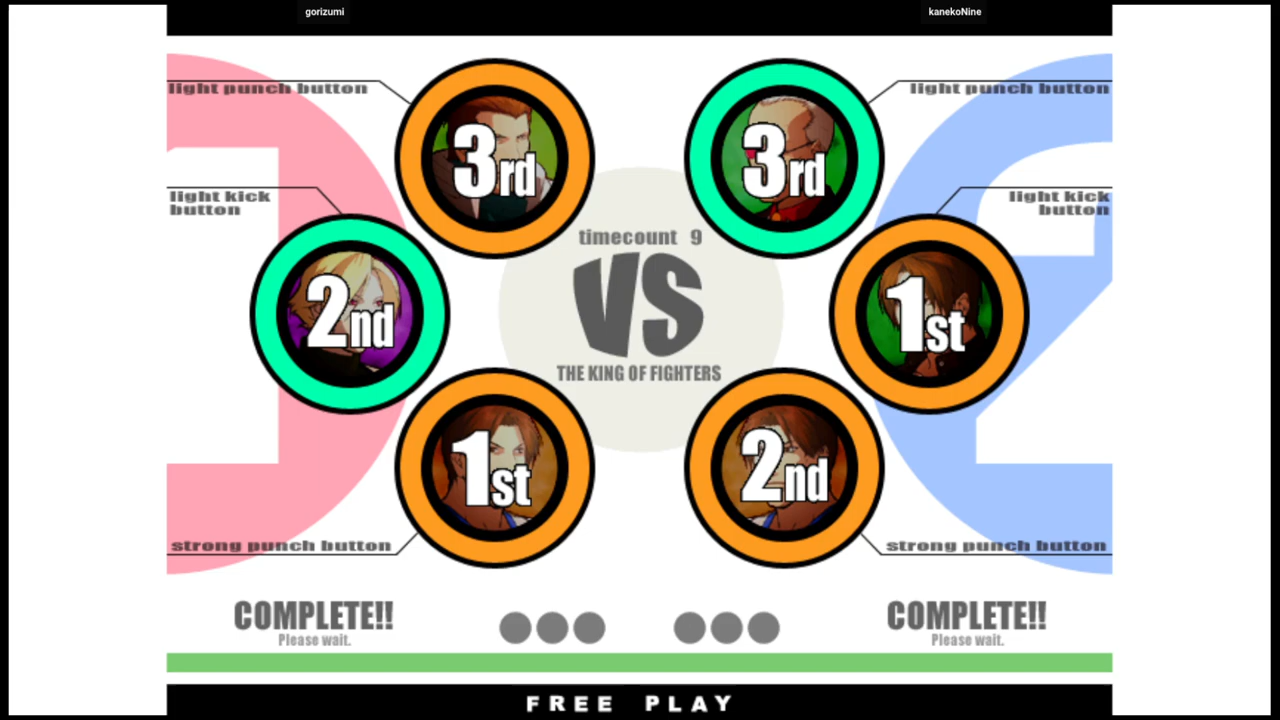 gorizumi
kanekoNine
light punch button
light punch button
3rd
3rd
light kick
button
light kick
button
timecount 9
2nd
VS
1st
THE KING OF FIGHTERS
1st
2nd
strong punch button
strong punch button
COMPLETE!!
Please wait.
COMPLETE!!
Please wait.
FREE PLAY